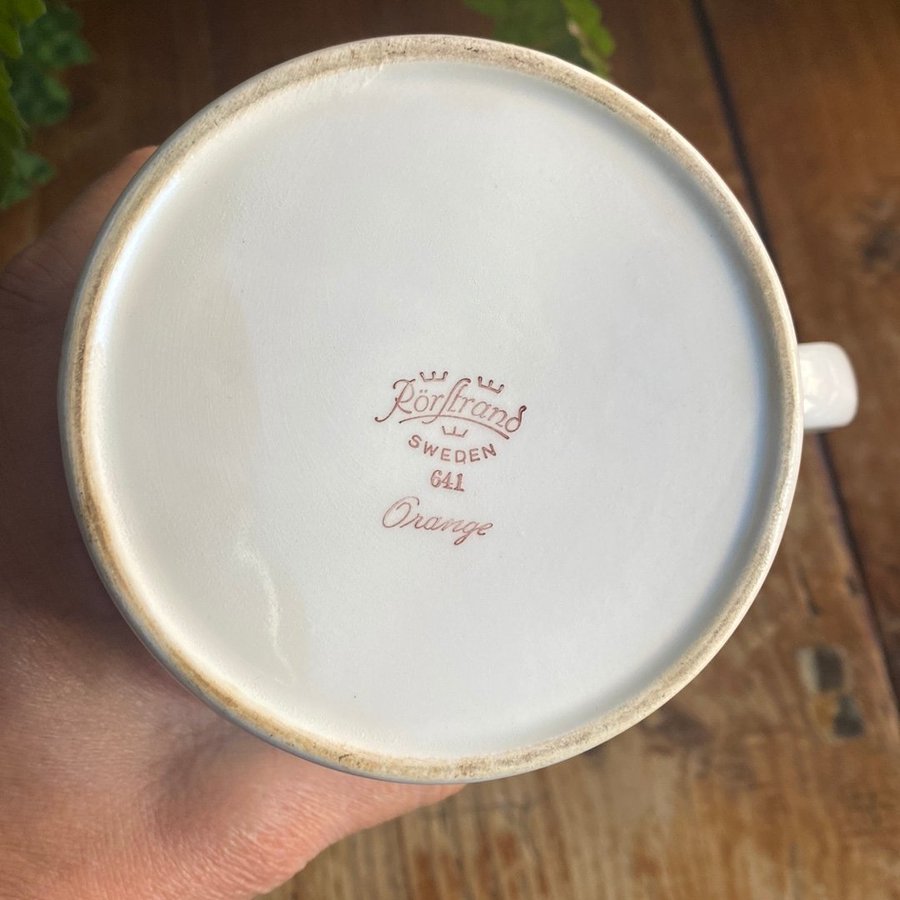 Rörstrand
SWEDEN
641
Orange